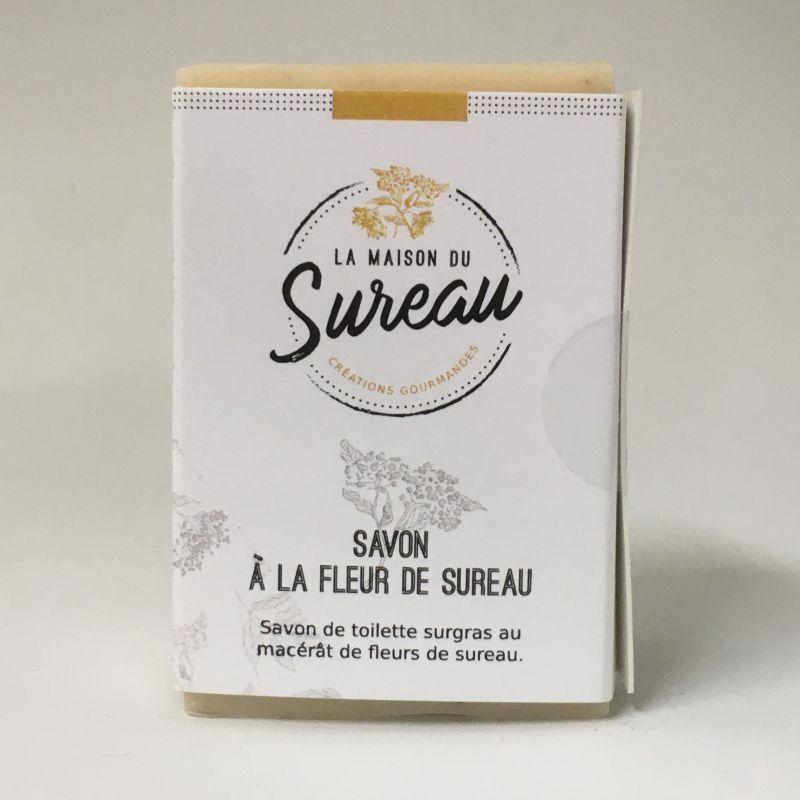 LA MAISON DU
Sureau
CRÉATIONS GOURMANDES
SAVON
À LA FLEUR DE SUREAU
Savon de toilette surgras au
macérât de fleurs de sureau.